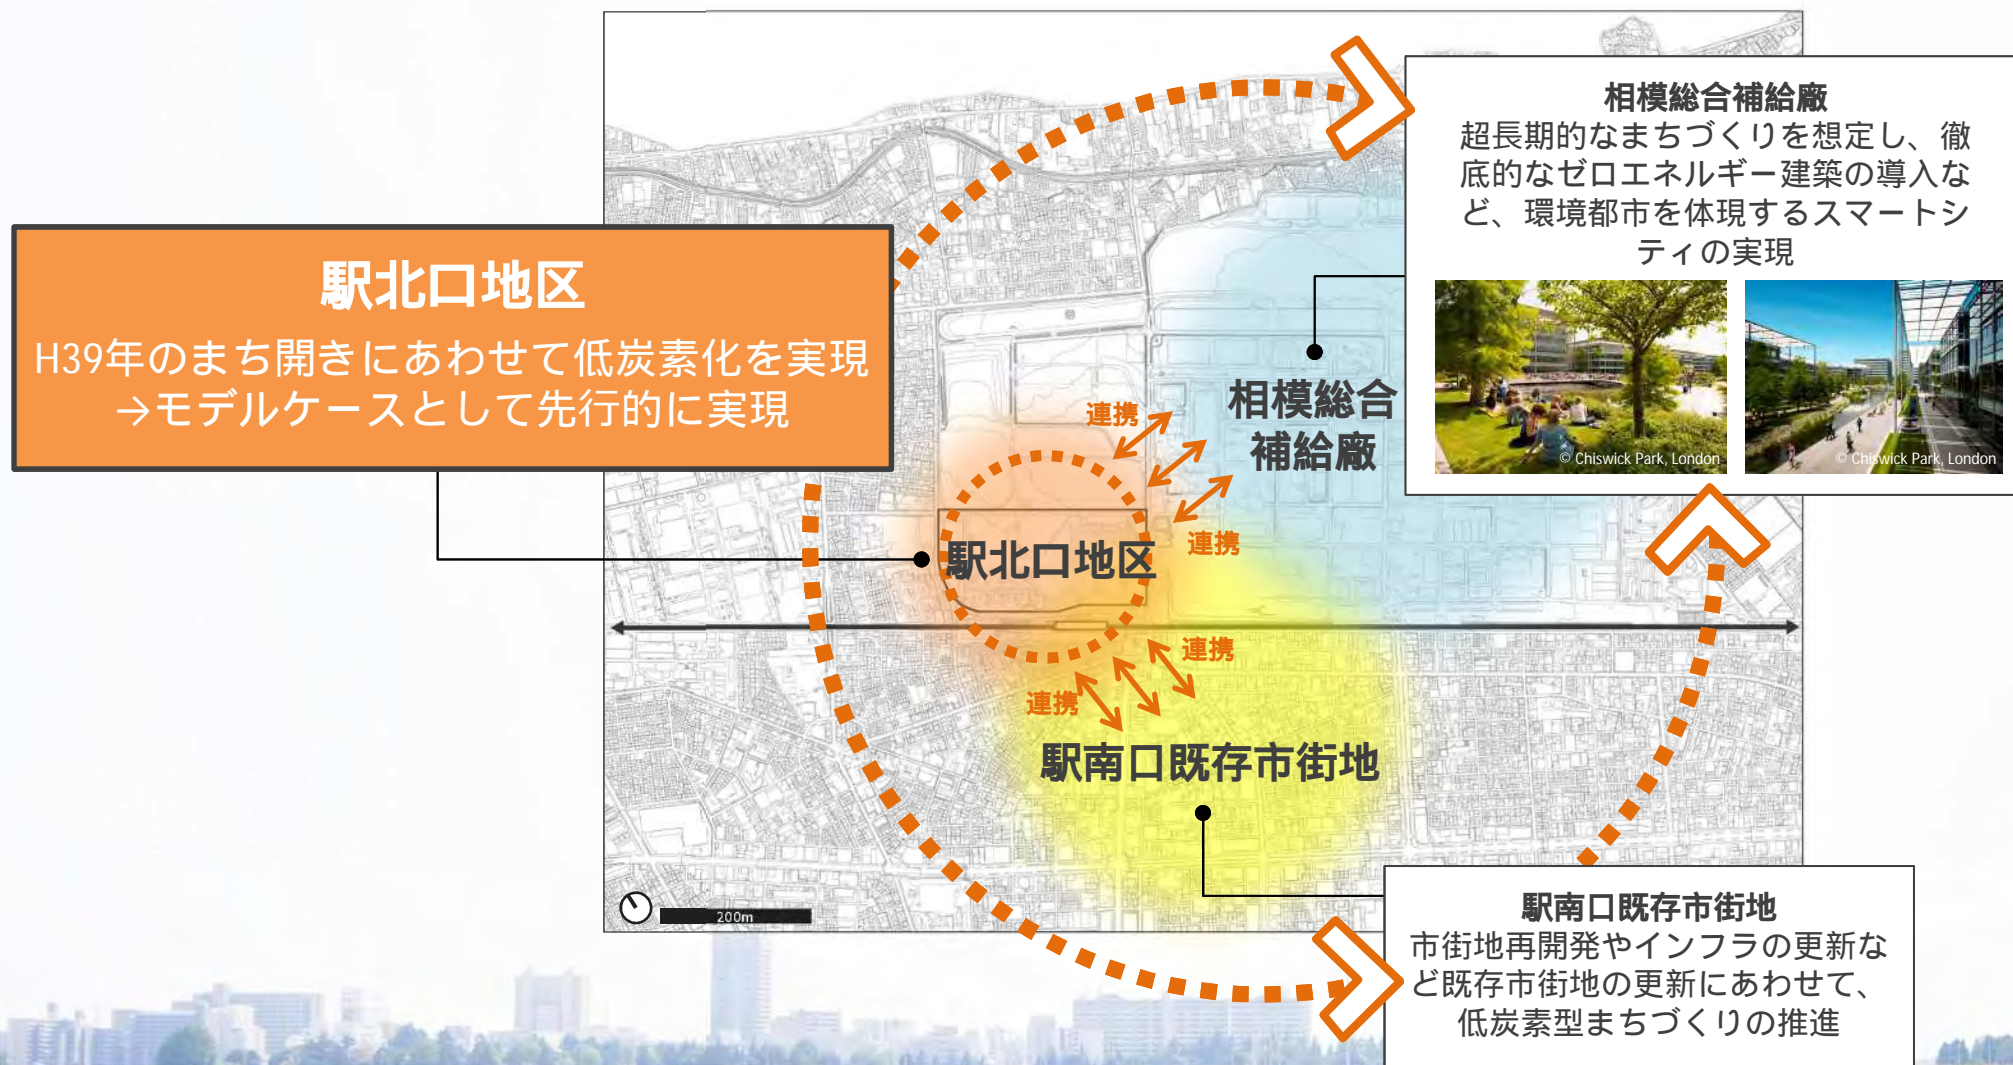 相模総合補給廠
超長期的なまちづくりを想定し、徹
底的なゼロエネルギー建築の導入な
ど、環境都市を体現するスマートシ
ティの実現
© Chiswick Park, London
© Chiswick Park, London
駅北口地区
H39年のまち開きにあわせて低炭素化を実現
→モデルケースとして先行的に実現
連携
相模総合
補給廠
連携
駅北口地区
連携
連携
駅南口既存市街地
200m
駅南口既存市街地
市街地再開発やインフラの更新な
ど既存市街地の更新にあわせて、
低炭素型まちづくりの推進